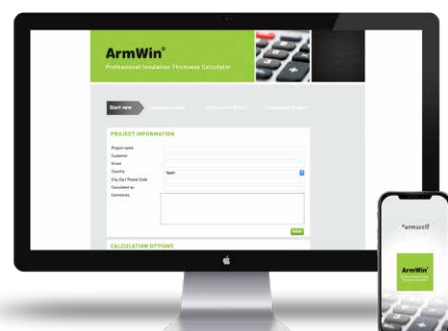 ArmWin®
Professional Insulation Thickness Calculator
Start now
PROJECT INFORMATION
Project name
Customer
Street
Country
Spain
City, Zip / Postal Code
Calculated by
Comments
CALCULATION OPTIONS
armacell
ArmWin®